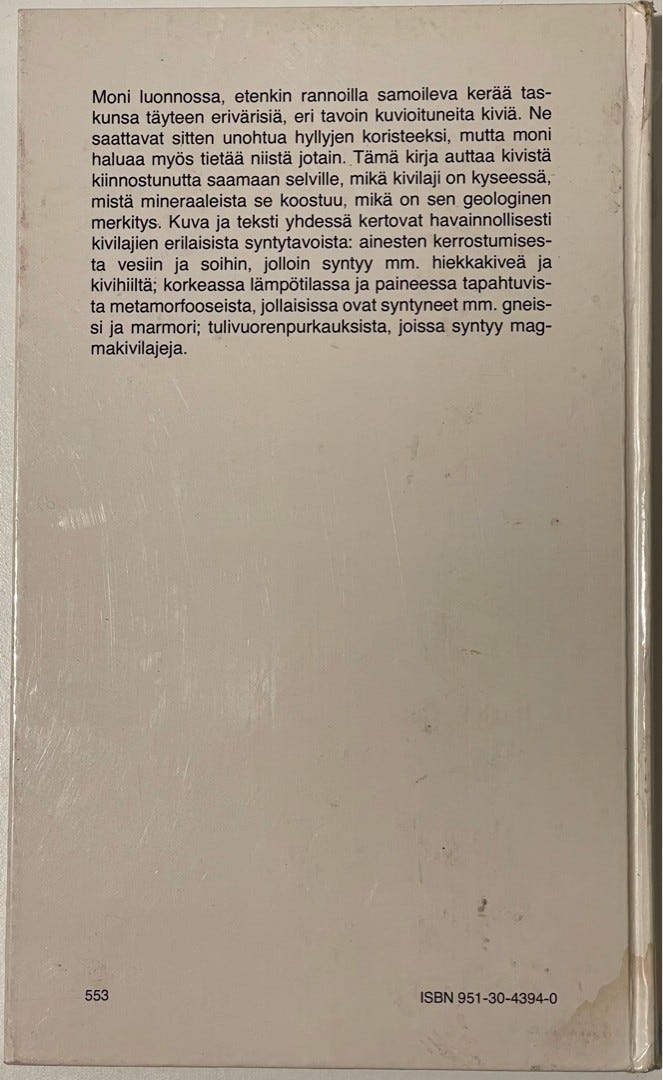 Moni luonnossa, etenkin rannoilla samoileva kerää tas-
kunsa täyteen erivärisiä, eri tavoin kuvioituneita kiviä. Ne
saattavat sitten unohtua hyllyjen koristeeksi, mutta moni
haluaa myös tietää niistä jotain. Tämä kirja auttaa kivistä
kiinnostunutta saamaan selville, mikä kivilaji on kyseessä,
mistä mineraaleista se koostuu, mikä on sen geologinen
merkitys. Kuva ja teksti yhdessä kertovat havainnollisesti
kivilajien erilaisista syntytavoista: ainesten kerrostumises-
ta vesiin ja soihin, jolloin syntyy mm. hiekkakiveä ja
kivihiiltä; korkeassa lämpötilassa ja paineessa tapahtuvis-
ta metamorfooseista, jollaisissa ovat syntyneet mm. gneis-
si ja marmori; tulivuorenpurkauksista, joissa syntyy mag-
makivilajeja.
553
ISBN 951-30-4394-0